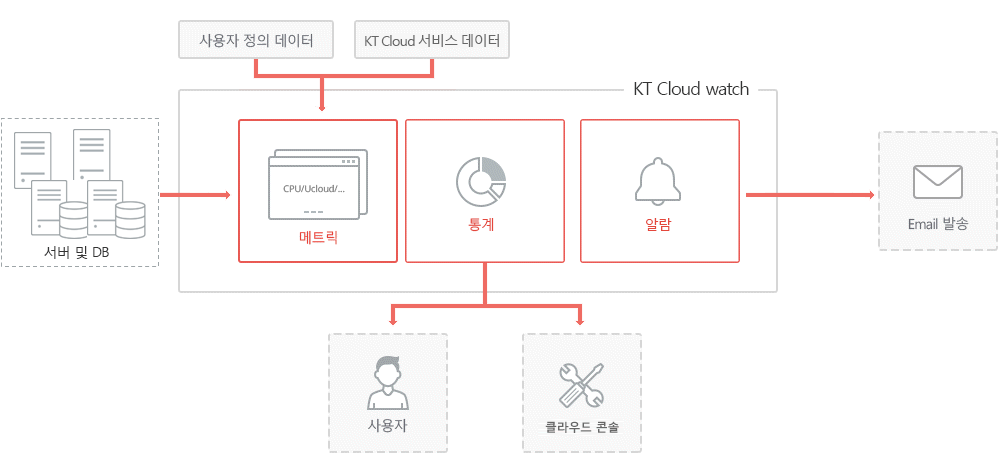 사용자 정의 데이터
KT Cloud 서비스 데이터
KT Cloud watch
CPU/Ucloud/...
메트릭
통계
알람
서버 및 DB
Email 발송
사용자
클라우드 콘솔